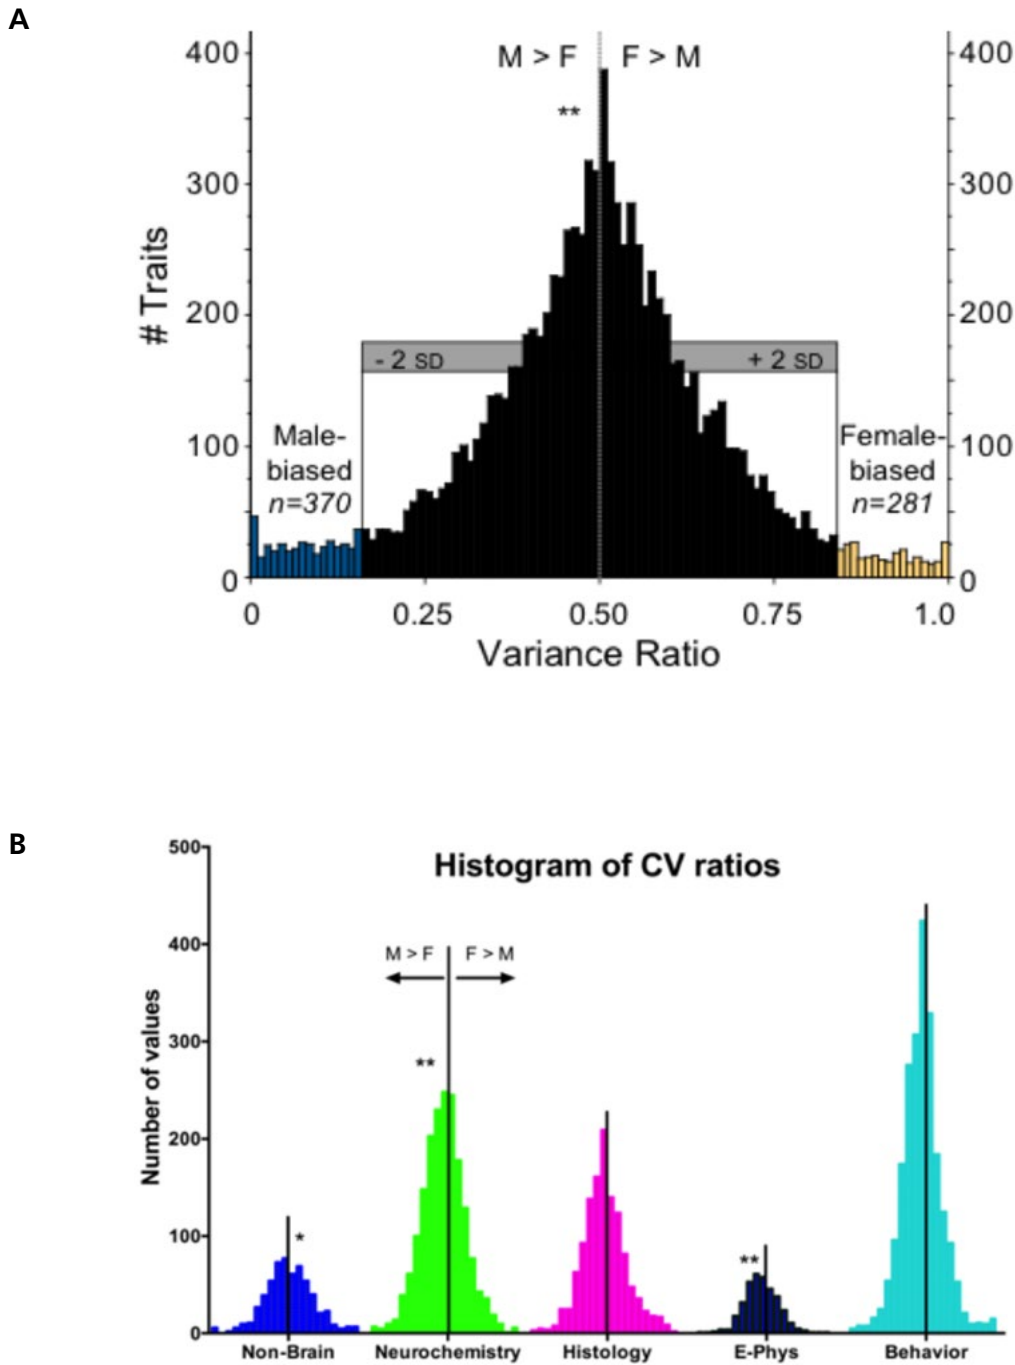 A
400
M > F
F > M
400
**
300
300
# Traits
200
200
- 2 SD
+ 2 SD
Male-
biased
n=370
Female-
biased
n=281
100
100
0
0
0
0.25
0.50
0.75
1.0
Variance Ratio
B
500
Histogram of CV ratios
400
M > F
F > M
300
**
Number of values
200
100
*
**
0
Non-Brain
Neurochemistry
Histology
E-Phys
Behavior